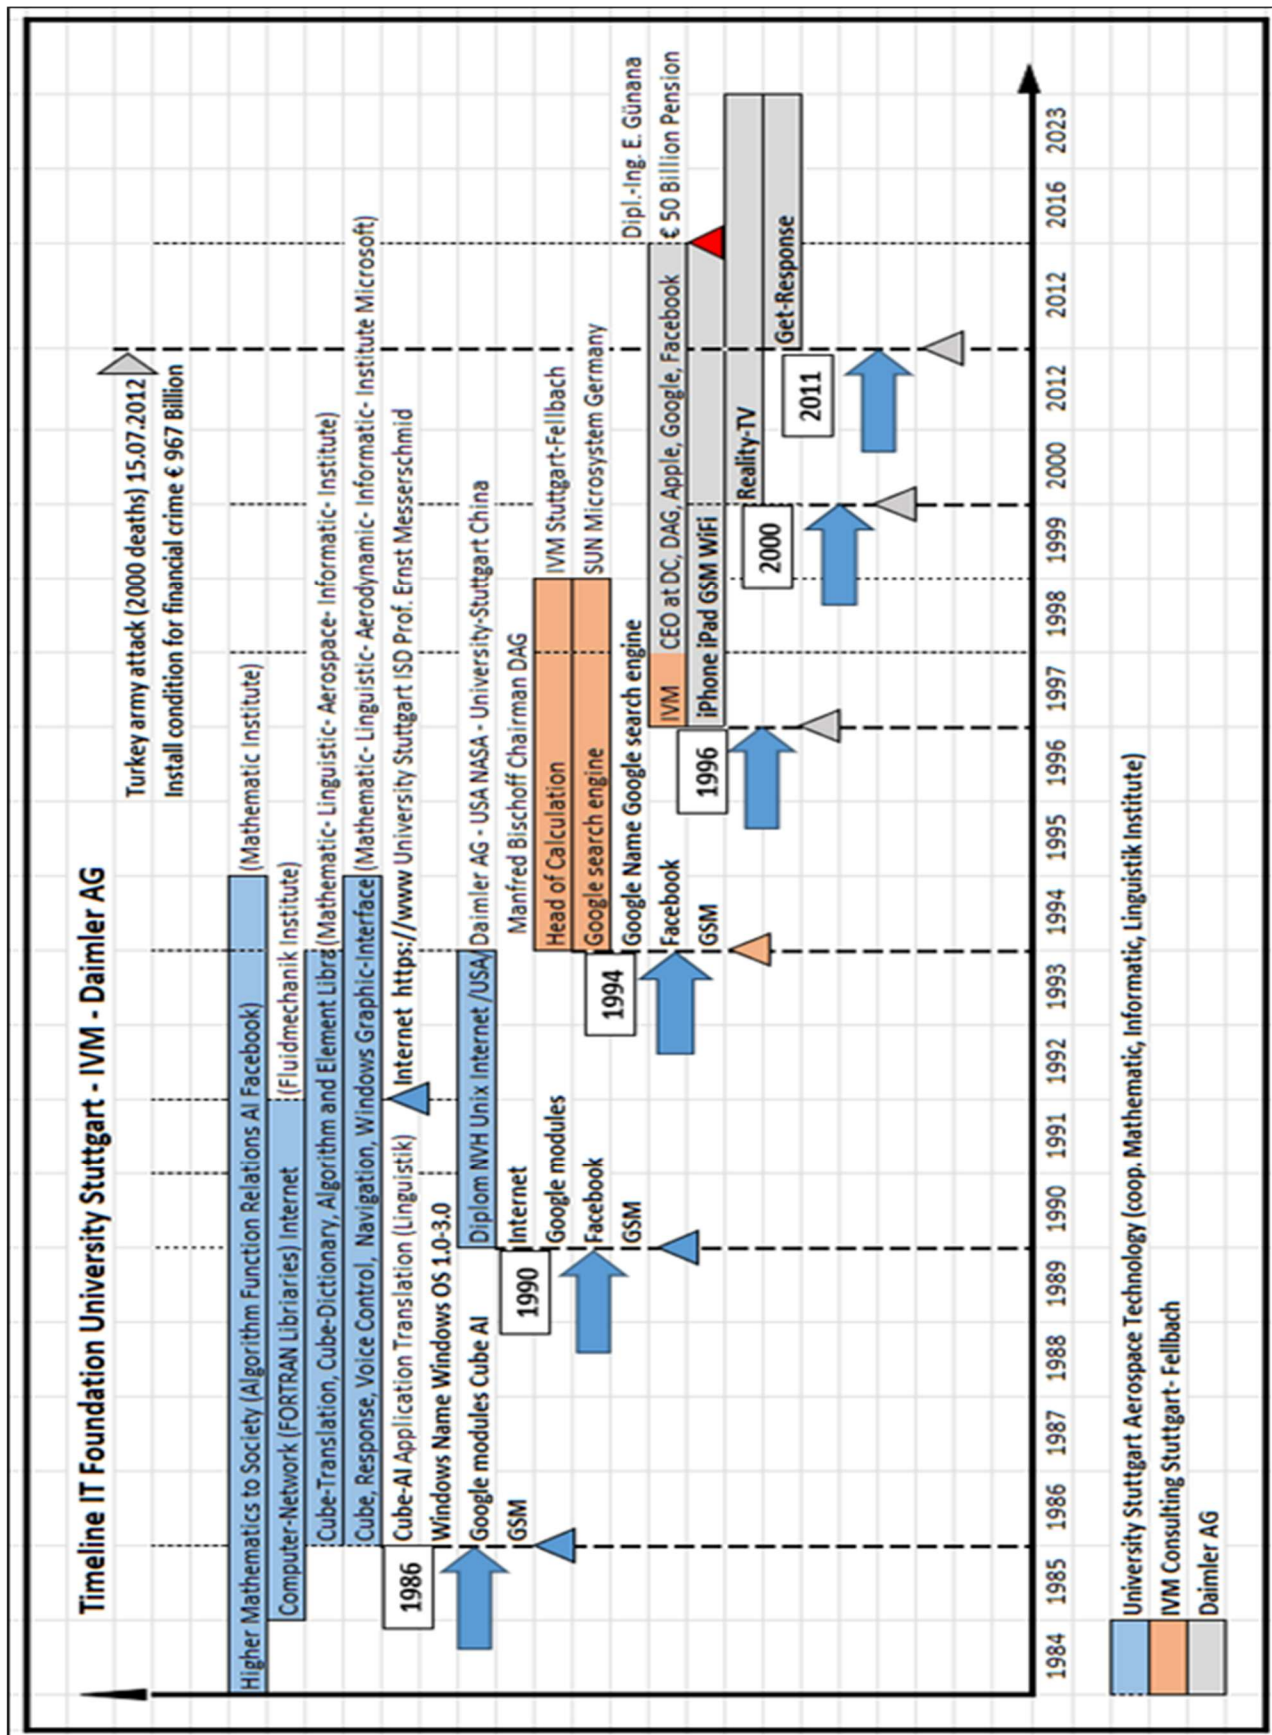 Timeline IT Foundation University Stuttgart - IVM - Daimler AG
Turkey army attack (2000 deaths) 15.07.2012
Install condition for financial crime € 967 Billion
Higher Mathematics to Society (Algorithm Function Relations AI Facebook) (Mathematic Institute)
Computer-Network (FORTRAN Libriaries) Internet (Fluidmechanik Institute)
Cube-Translation, Cube-Dictionary, Algorithm and Element Libra(Mathematic- Linguistic- Aerospace- Informatic- Institute)
Cube, Response, Voice Control, Navigation, Windows Graphic-Interface (Mathematic- Linguistic- Aerodynamic- Informatic- Institute Microsoft)
1986
Cube-AI Application Translation (Linguistik)
Internet https://www University Stuttgart ISD Prof. Ernst Messerschmid
Windows Name Windows OS 1.0-3.0
Google modules Cube AI
GSM
Diplom NVH Unix Internet /USA/ Daimler AG - USA NASA - University-Stuttgart China
1990
Internet
Google modules
Facebook
GSM
Manfred Bischoff Chairman DAG
Head of Calculation
IVM Stuttgart-Fellbach
Google search engine
SUN Microsystem Germany
1994
Google Name Google search engine
Facebook
GSM
Dipl.-Ing. E. Günana
IVM
CEO at DC, DAG, Apple, Google, Facebook
€ 50 Billion Pension
1996
iPhone iPad GSM WiFi
2000
Reality-TV
2011
Get-Response
1984 1985 1986 1987 1988 1989 1990 1991 1992 1993 1994 1995 1996 1997 1998 1999 2000 2012 2012 2016 2023
University Stuttgart Aerospace Technology (coop. Mathematic, Informatic, Linguistik Institute)
IVM Consulting Stuttgart- Fellbach
Daimler AG